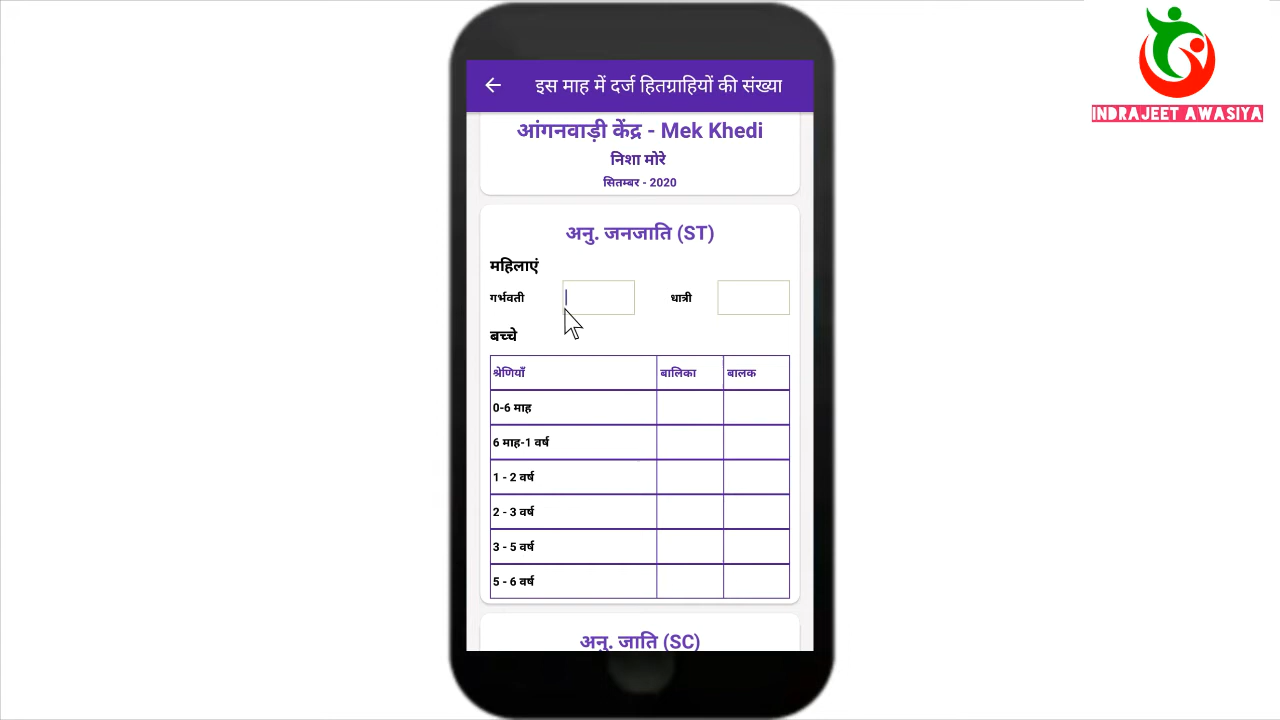 INDRAJEET AWASIYA
इस माह में दर्ज हितग्राहियों की संख्या
आंगनवाड़ी केंद्र - Mek Khedi
निशा मोरे
सितम्बर - 2020
अनु. जनजाति (ST)
महिलाएं
गर्भवती धात्री
बच्चे
श्रेणियाँ बालिका बालक
0-6 माह
6 माह-1 वर्ष
1 - 2 वर्ष
2 - 3 वर्ष
3 - 5 वर्ष
5 - 6 वर्ष
अनु. जाति (SC)